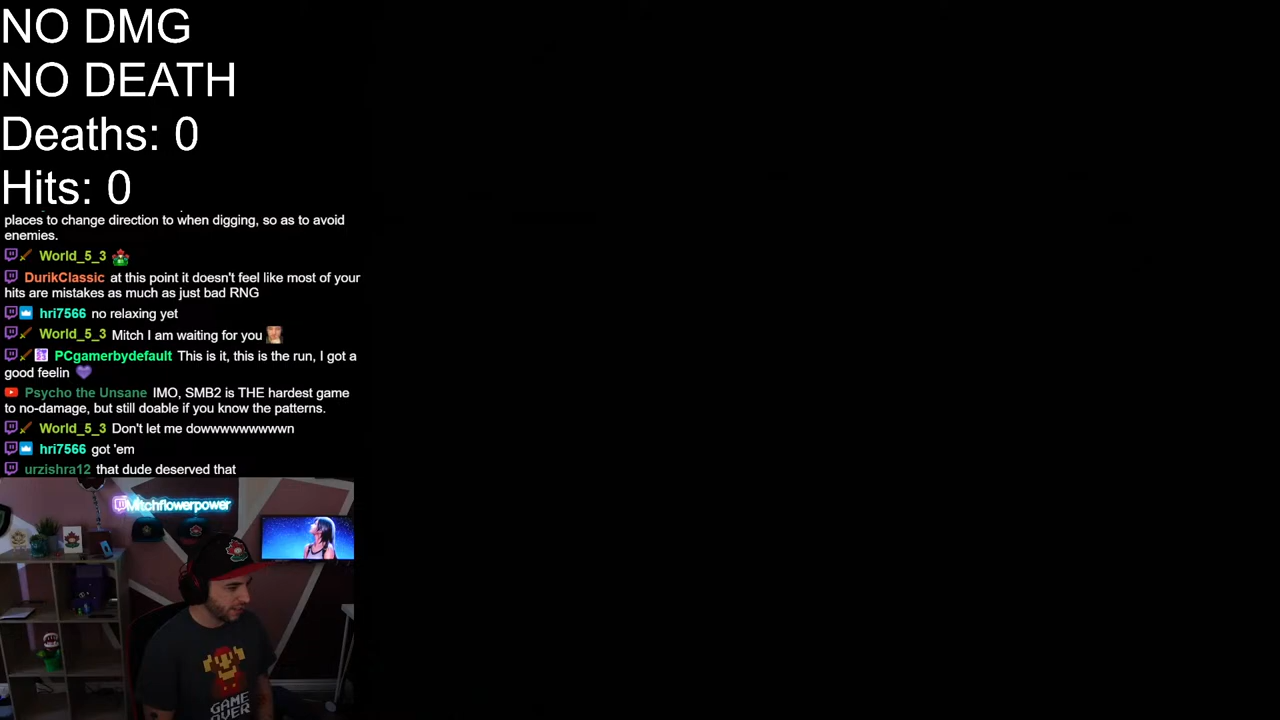 NO DMG
NO DEATH
Deaths: 0
Hits: 0
places to change direction to when digging, so as to avoid
enemies.
World_5_3
DurikClassic at this point it doesn't feel like most of your
hits are mistakes as much as just bad RNG
hri7566 no relaxing yet
World_5_3 Mitch I am waiting for you
PCgamerbydefault This is it, this is the run, I got a
good feelin
Psycho the Unsane IMO, SMB2 is THE hardest game
to no-damage, but still doable if you know the patterns.
World_5_3 Don't let me dowwwwwwwwwn
hri7566 got 'em
urzishra12 that dude deserved that
Mitchflowerpower
GAME
OVER